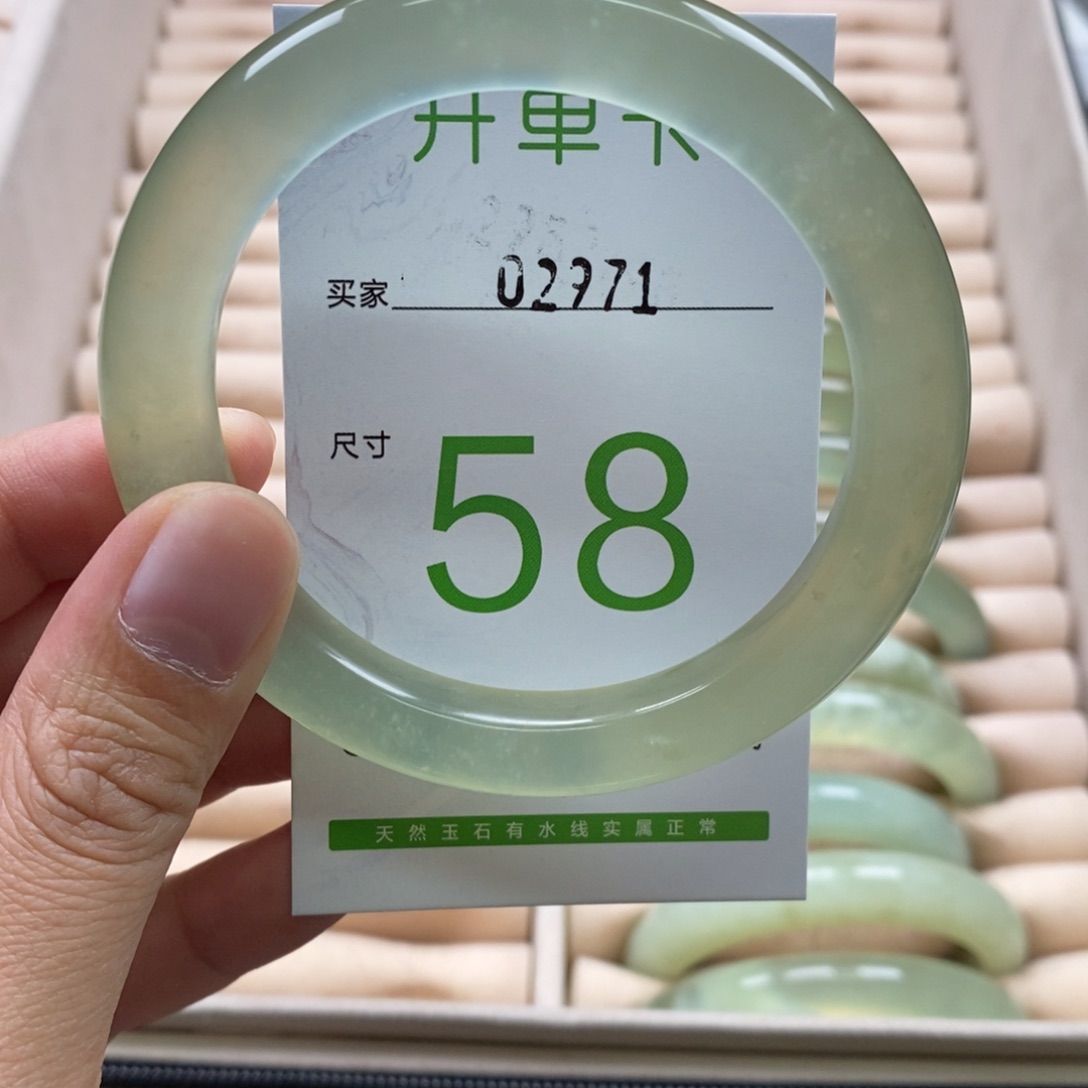 开单卡
买家 02971
尺寸 58
天然玉石有水线实属正常